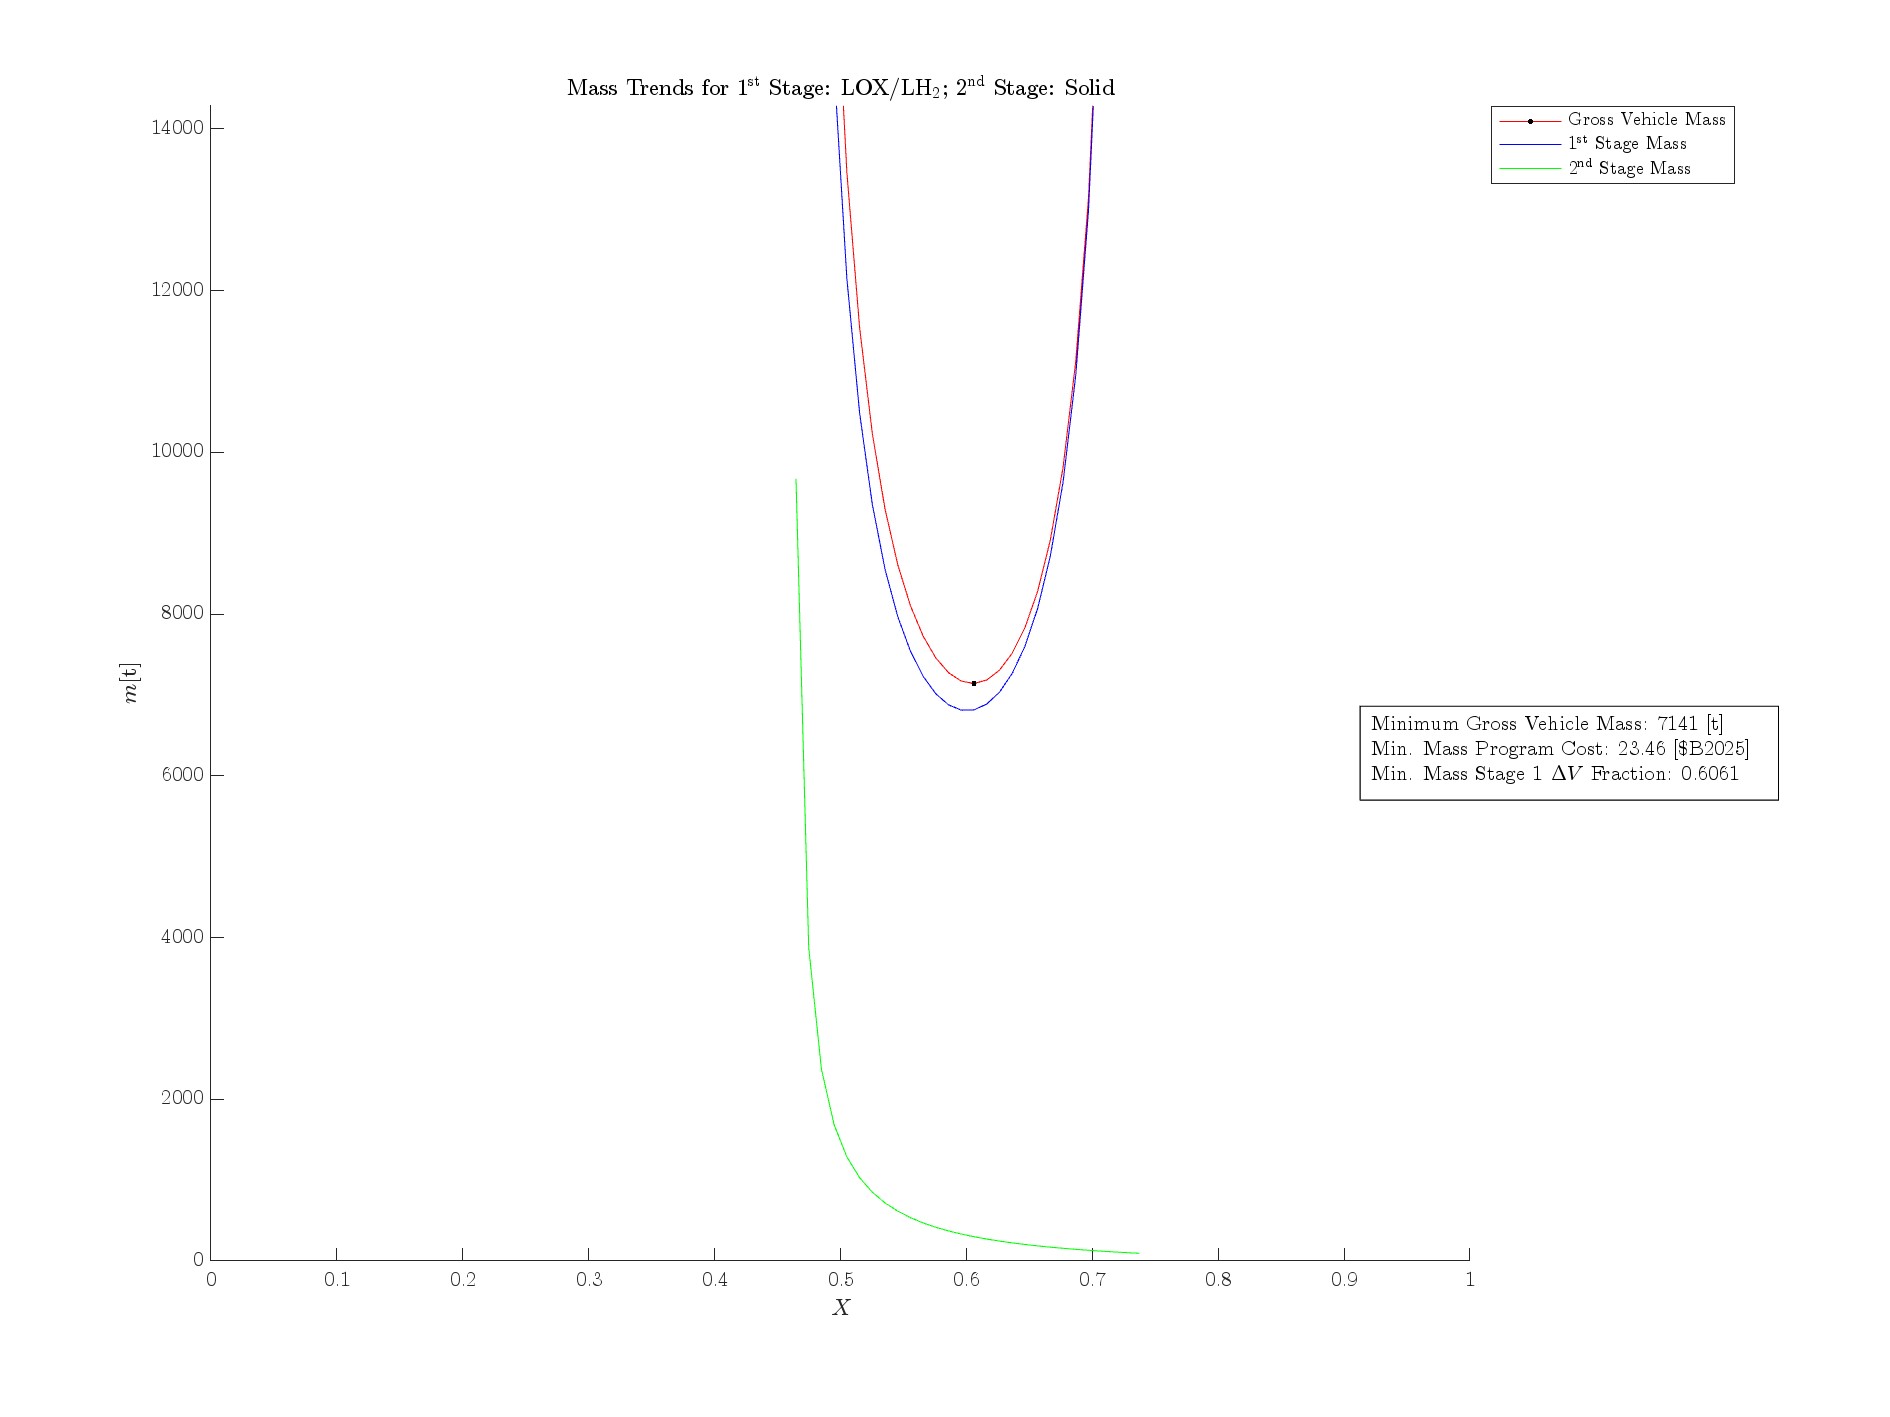 Mass Trends for 1st Stage: LOX/LH₂; 2nd Stage: Solid
Gross Vehicle Mass
1st Stage Mass
2nd Stage Mass
14000
12000
10000
8000
6000
4000
2000
0
m[t]
Minimum Gross Vehicle Mass: 7141 [t]
Min. Mass Program Cost: 23.46 [$B2025]
Min. Mass Stage 1 ΔV Fraction: 0.6061
0 0.1 0.2 0.3 0.4 0.5 0.6 0.7 0.8 0.9 1
X